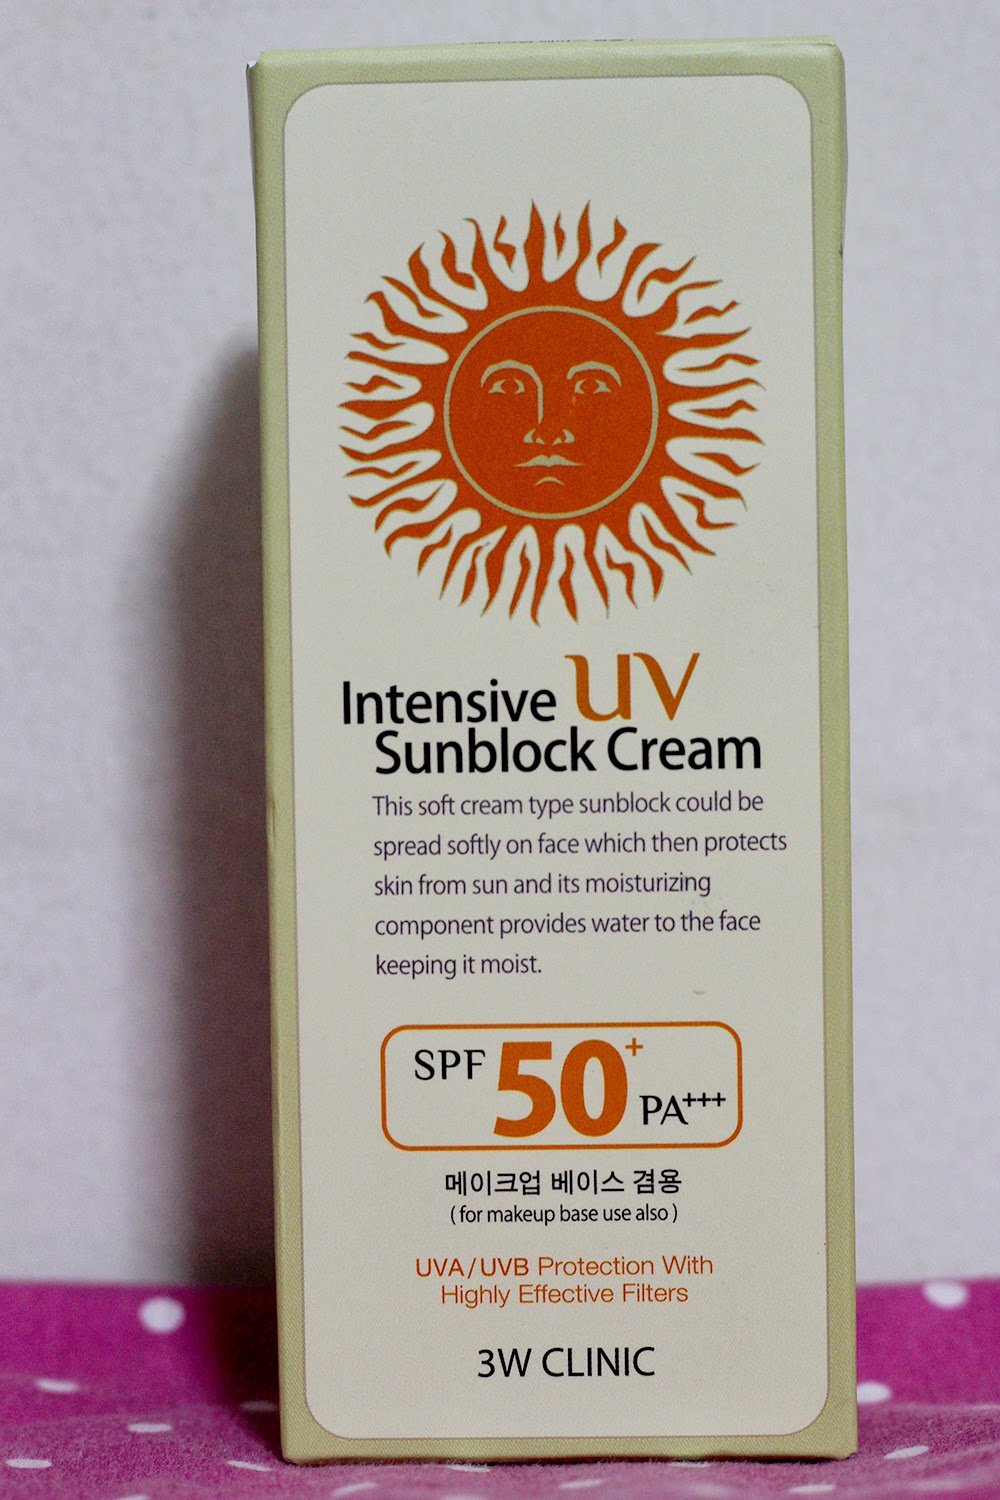 Intensive UV
Sunblock Cream
This soft cream type sunblock could be
spread softly on face which then protects
skin from sun and its moisturizing
component provides water to the face
keeping it moist.
SPF 50+ PA+++
메이크업 베이스 겸용
( for makeup base use also )
UVA / UVB Protection With
Highly Effective Filters
3W CLINIC